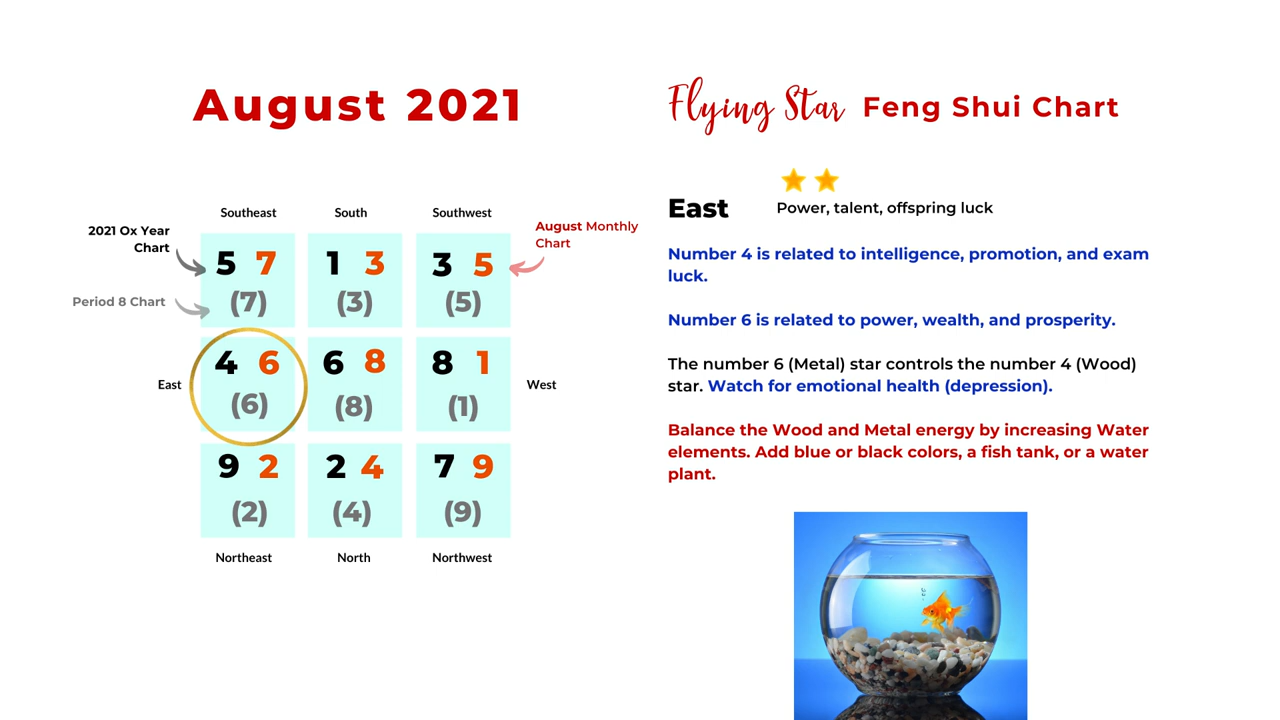 August 2021
Flying Star Feng Shui Chart
Southeast South Southwest
2021 Ox Year
Chart
August Monthly
Chart
Period 8 Chart
5 7 1 3 3 5
(7) (3) (5)
East
4 6 6 8 8 1
(6) (8) (1)
West
9 2 2 4 7 9
(2) (4) (9)
Northeast North Northwest
East
Power, talent, offspring luck
Number 4 is related to intelligence, promotion, and exam
luck.
Number 6 is related to power, wealth, and prosperity.
The number 6 (Metal) star controls the number 4 (Wood)
star. Watch for emotional health (depression).
Balance the Wood and Metal energy by increasing Water
elements. Add blue or black colors, a fish tank, or a water
plant.